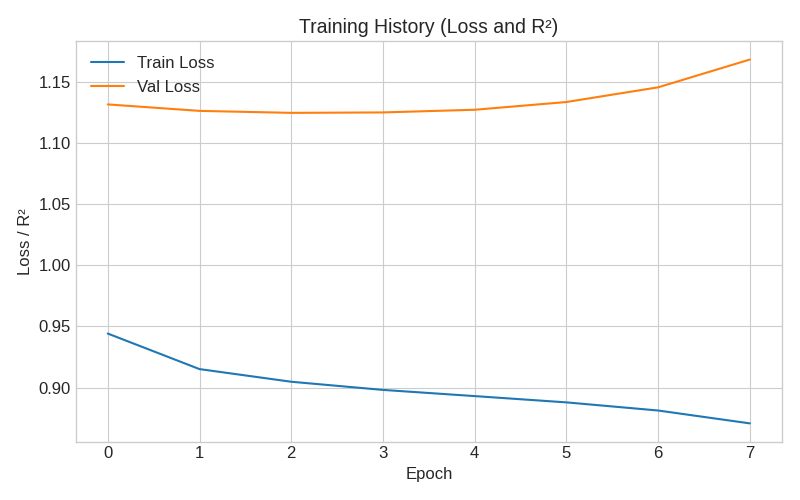 Training History (Loss and R²)
Train Loss
Val Loss
1.15
1.10
1.05
1.00
0.95
0.90
Loss / R²
0 1 2 3 4 5 6 7
Epoch